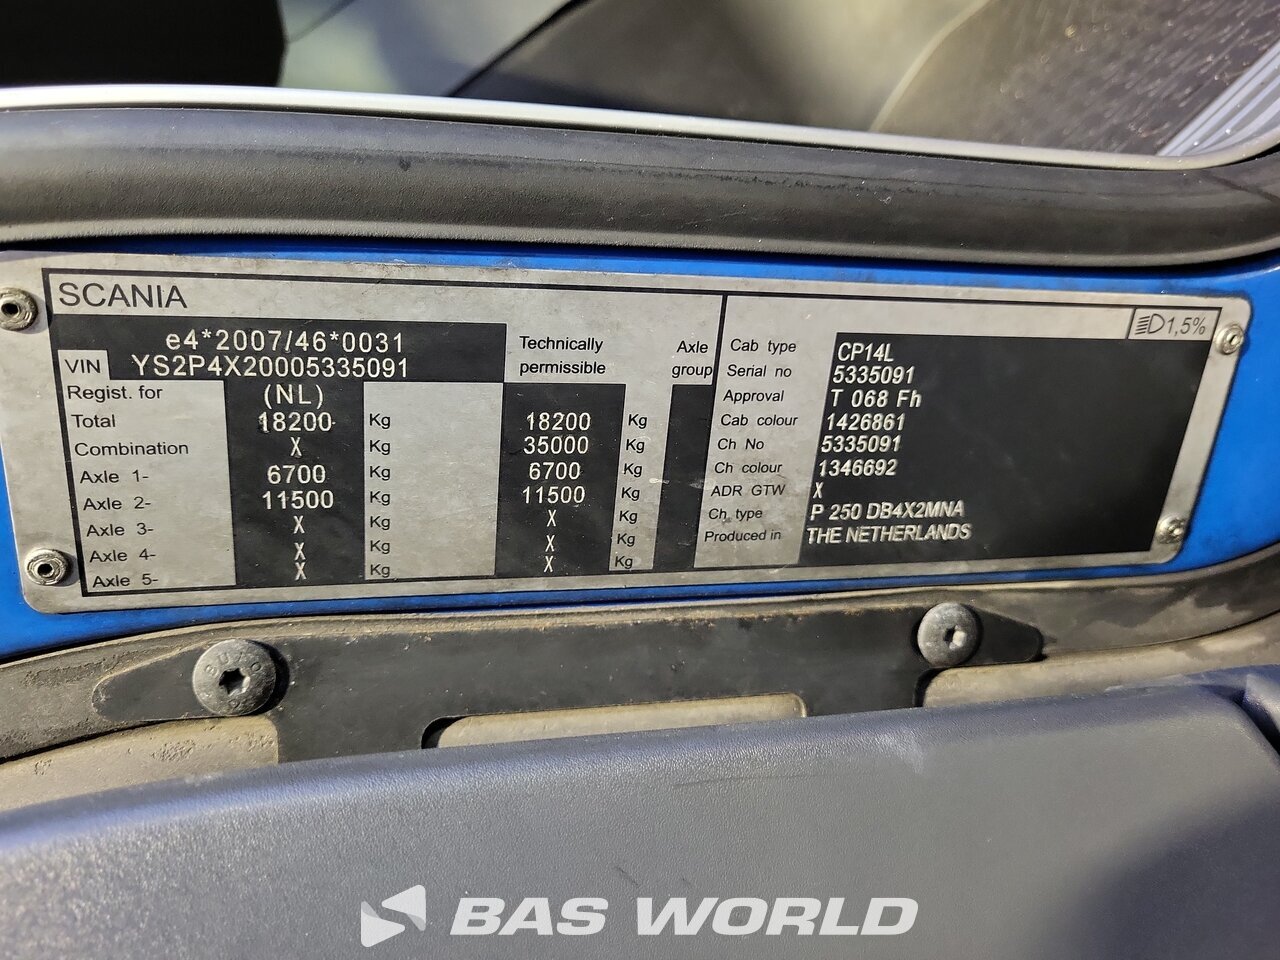 SCANIA
e4*2007/46*0031
VIN YS2P4X20005335091
Regist. for (NL)
Technically permissible
Axle group
Total 18200 Kg 18200 Kg
Combination X Kg 35000 Kg
Axle 1- 6700 Kg 6700 Kg
Axle 2- 11500 Kg 11500 Kg
Axle 3- X Kg X Kg
Axle 4- X Kg X Kg
Axle 5- X Kg X Kg
1,5%
Cab type CP14L
Serial no 5335091
Approval T 068 Fh
Cab colour 1426861
Ch No 5335091
Ch colour 1346692
ADR GTW X
Ch type P 250 DB4X2MNA
Produced in THE NETHERLANDS
BAS WORLD